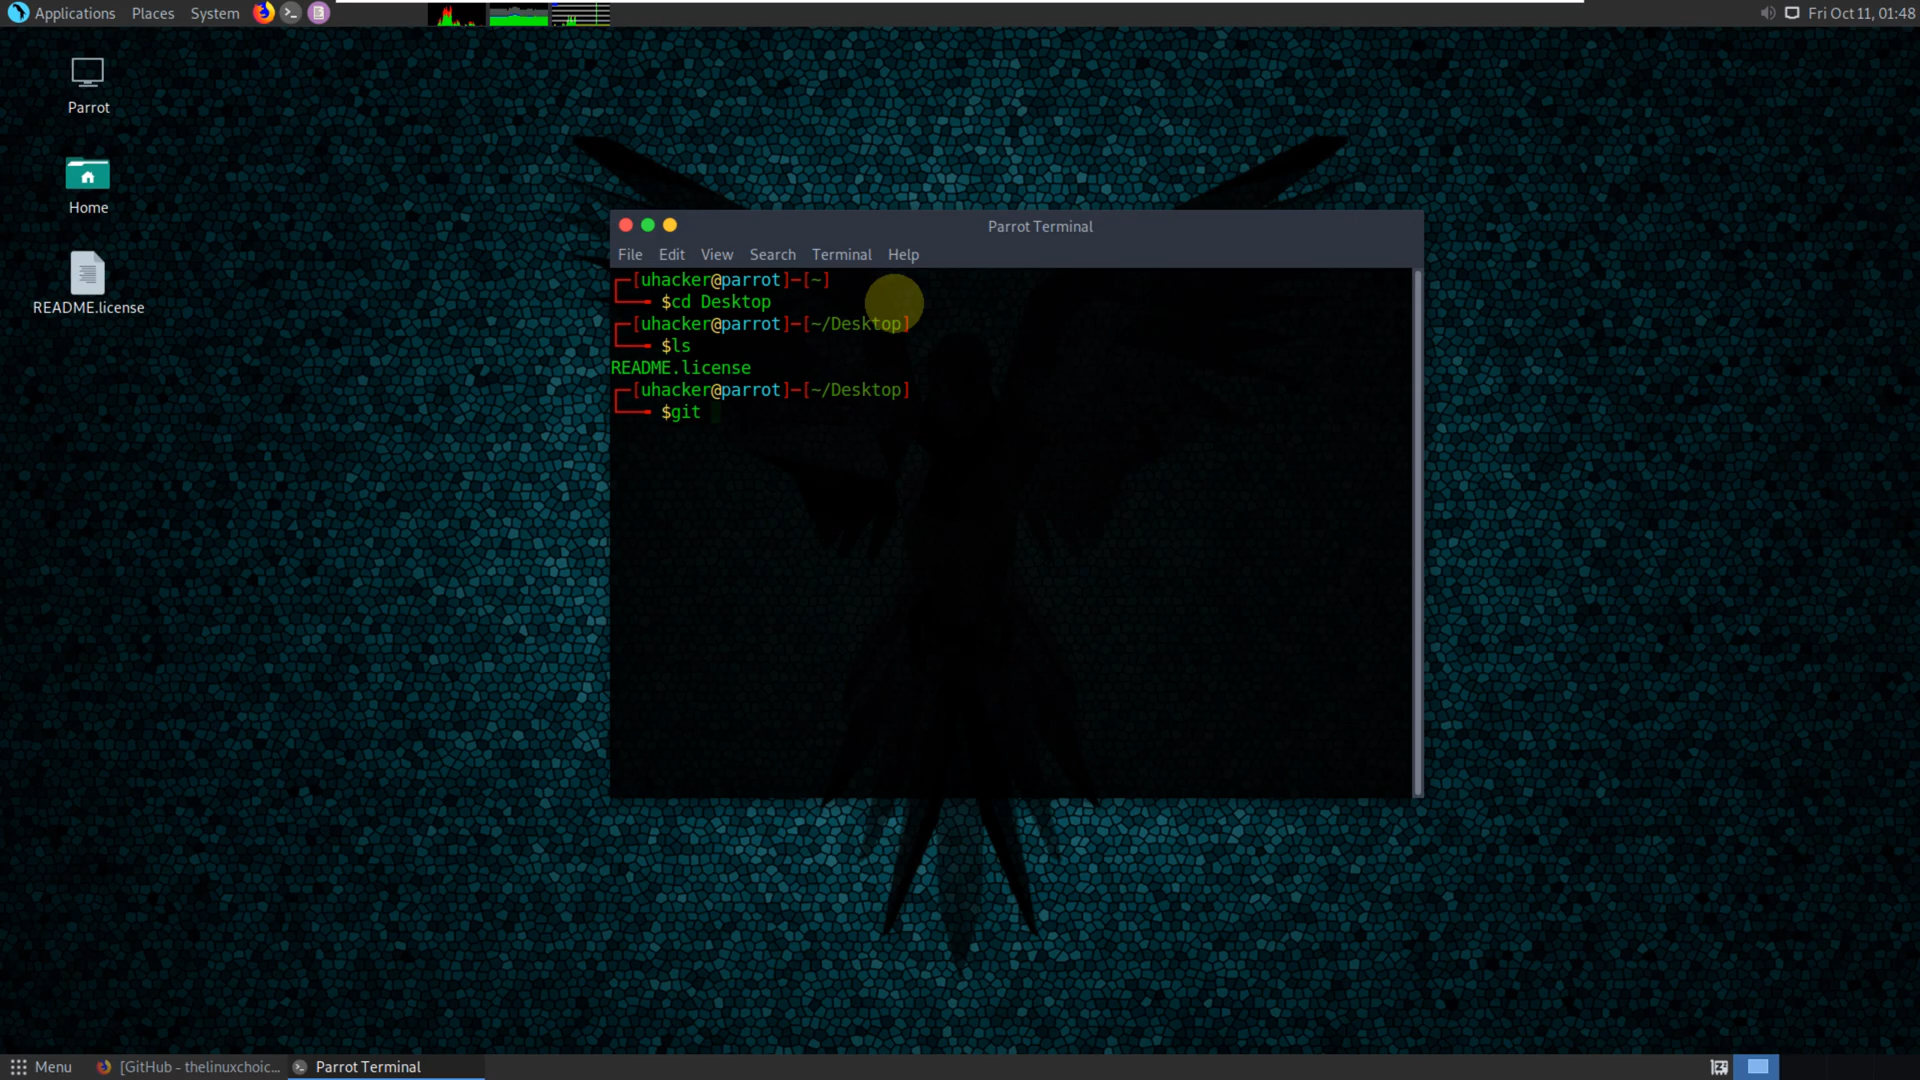 Applications Places System
Fri Oct 11, 01:48
Parrot
Home
README.license
Parrot Terminal
File Edit View Search Terminal Help
┌─[uhacker@parrot]─[~]
└──╼ $cd Desktop
┌─[uhacker@parrot]─[~/Desktop]
└──╼ $ls
README.license
┌─[uhacker@parrot]─[~/Desktop]
└──╼ $git
Menu [GitHub - thelinuxchoic... Parrot Terminal